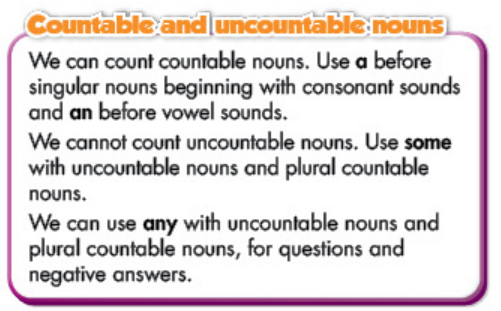 Countable and uncountable nouns
We can count countable nouns. Use a before
singular nouns beginning with consonant sounds
and an before vowel sounds.
We cannot count uncountable nouns. Use some
with uncountable nouns and plural countable
nouns.
We can use any with uncountable nouns and
plural countable nouns, for questions and
negative answers.